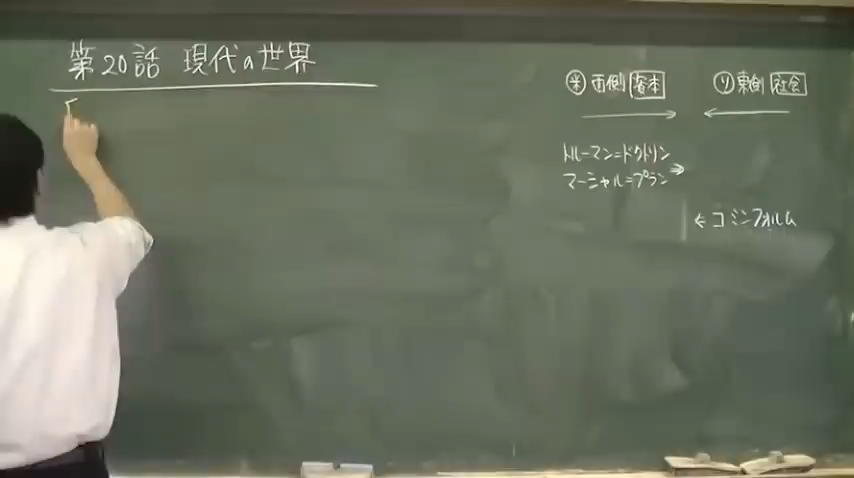 第20話 現代の世界
㊍西側 資本
ソ東側 社会
トルーマン=ドクトリン
マーシャル=プラン ⇒
⇐ コミンフォルム